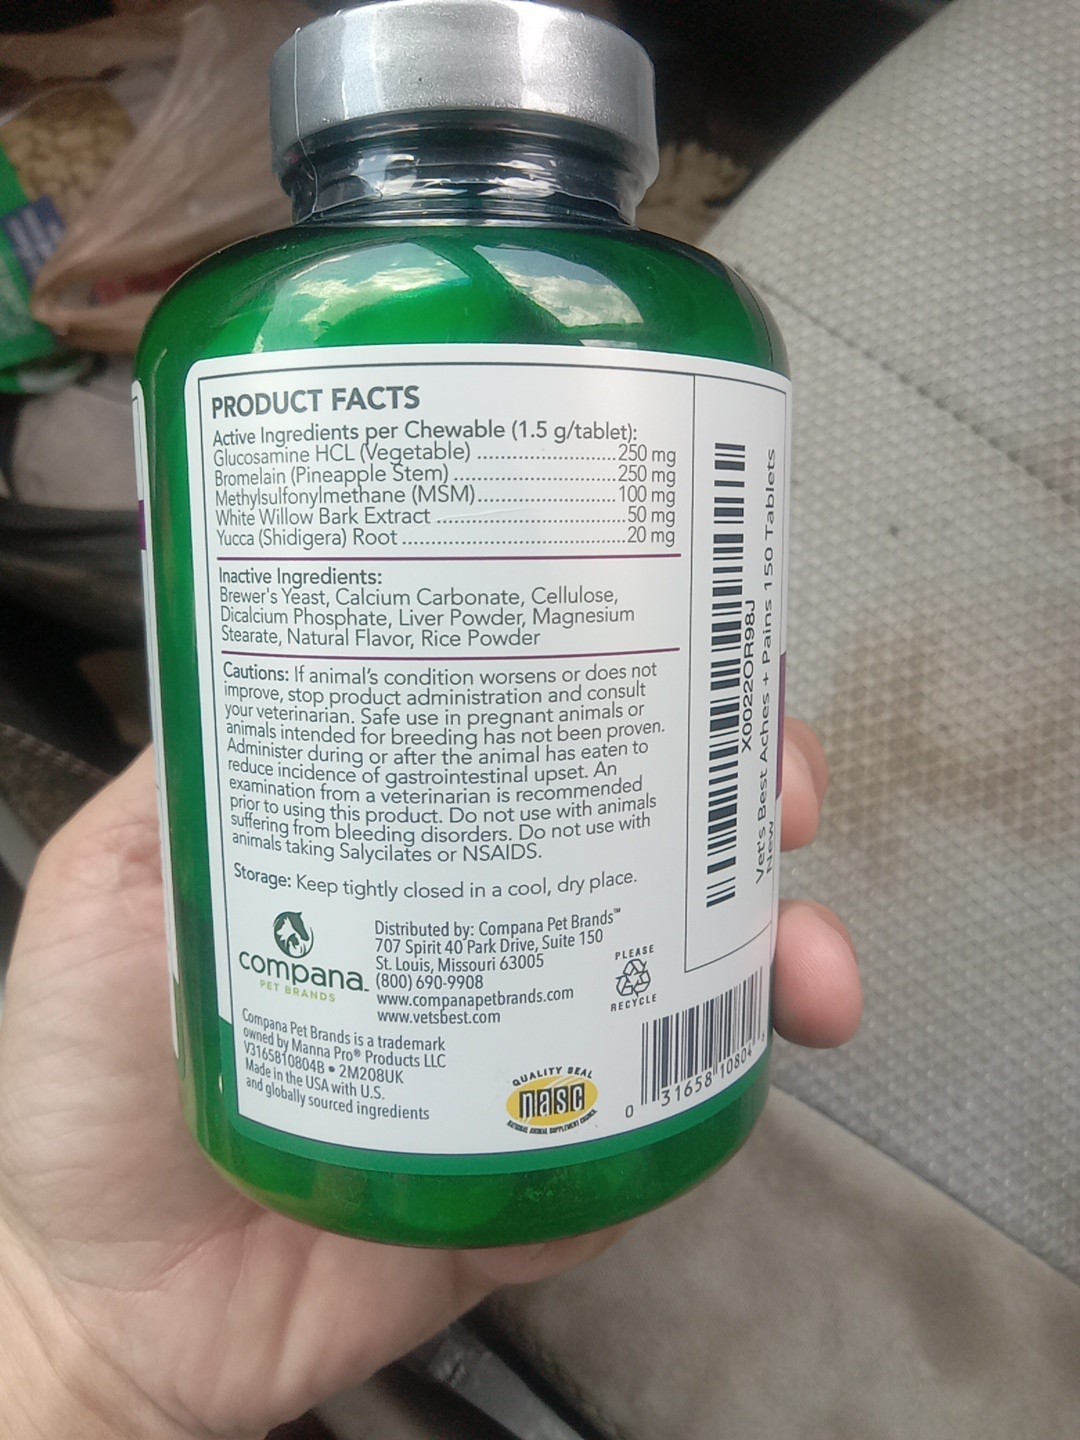 PRODUCT FACTS
Active Ingredients per Chewable (1.5 g/tablet):
Glucosamine HCL (Vegetable) ..........................250 mg
Bromelain (Pineapple Stem) ..............................250 mg
Methylsulfonylmethane (MSM)..........................100 mg
White Willow Bark Extract ...................................50 mg
Yucca (Shidigera) Root .........................................20 mg
Inactive Ingredients:
Brewer's Yeast, Calcium Carbonate, Cellulose,
Dicalcium Phosphate, Liver Powder, Magnesium
Stearate, Natural Flavor, Rice Powder
Cautions: If animal's condition worsens or does not
improve, stop product administration and consult
your veterinarian. Safe use in pregnant animals or
animals intended for breeding has not been proven.
Administer during or after the animal has eaten to
reduce incidence of gastrointestinal upset. An
examination from a veterinarian is recommended
prior to using this product. Do not use with animals
suffering from bleeding disorders. Do not use with
animals taking Salycilates or NSAIDS.
Storage: Keep tightly closed in a cool, dry place.
compana
PET BRANDS
Distributed by: Compana Pet Brands™
707 Spirit 40 Park Drive, Suite 150
St. Louis, Missouri 63005
(800) 690-9908
www.companapetbrands.com
www.vetsbest.com
PLEASE
RECYCLE
Compana Pet Brands is a trademark
owned by Manna Pro® Products LLC
V3165810804B • 2M208UK
Made in the USA with U.S.
and globally sourced ingredients
QUALITY SEAL
nasc
NATIONAL ANIMAL SUPPLEMENT COUNCIL
0 31658 10804
X0022OR98J
Vet's Best Aches + Pains 150 Tablets
New